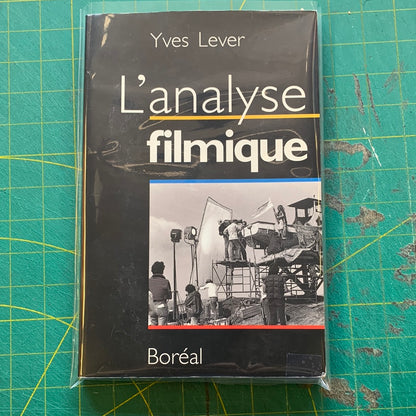 Yves Lever
L'analyse
filmique
Boréal